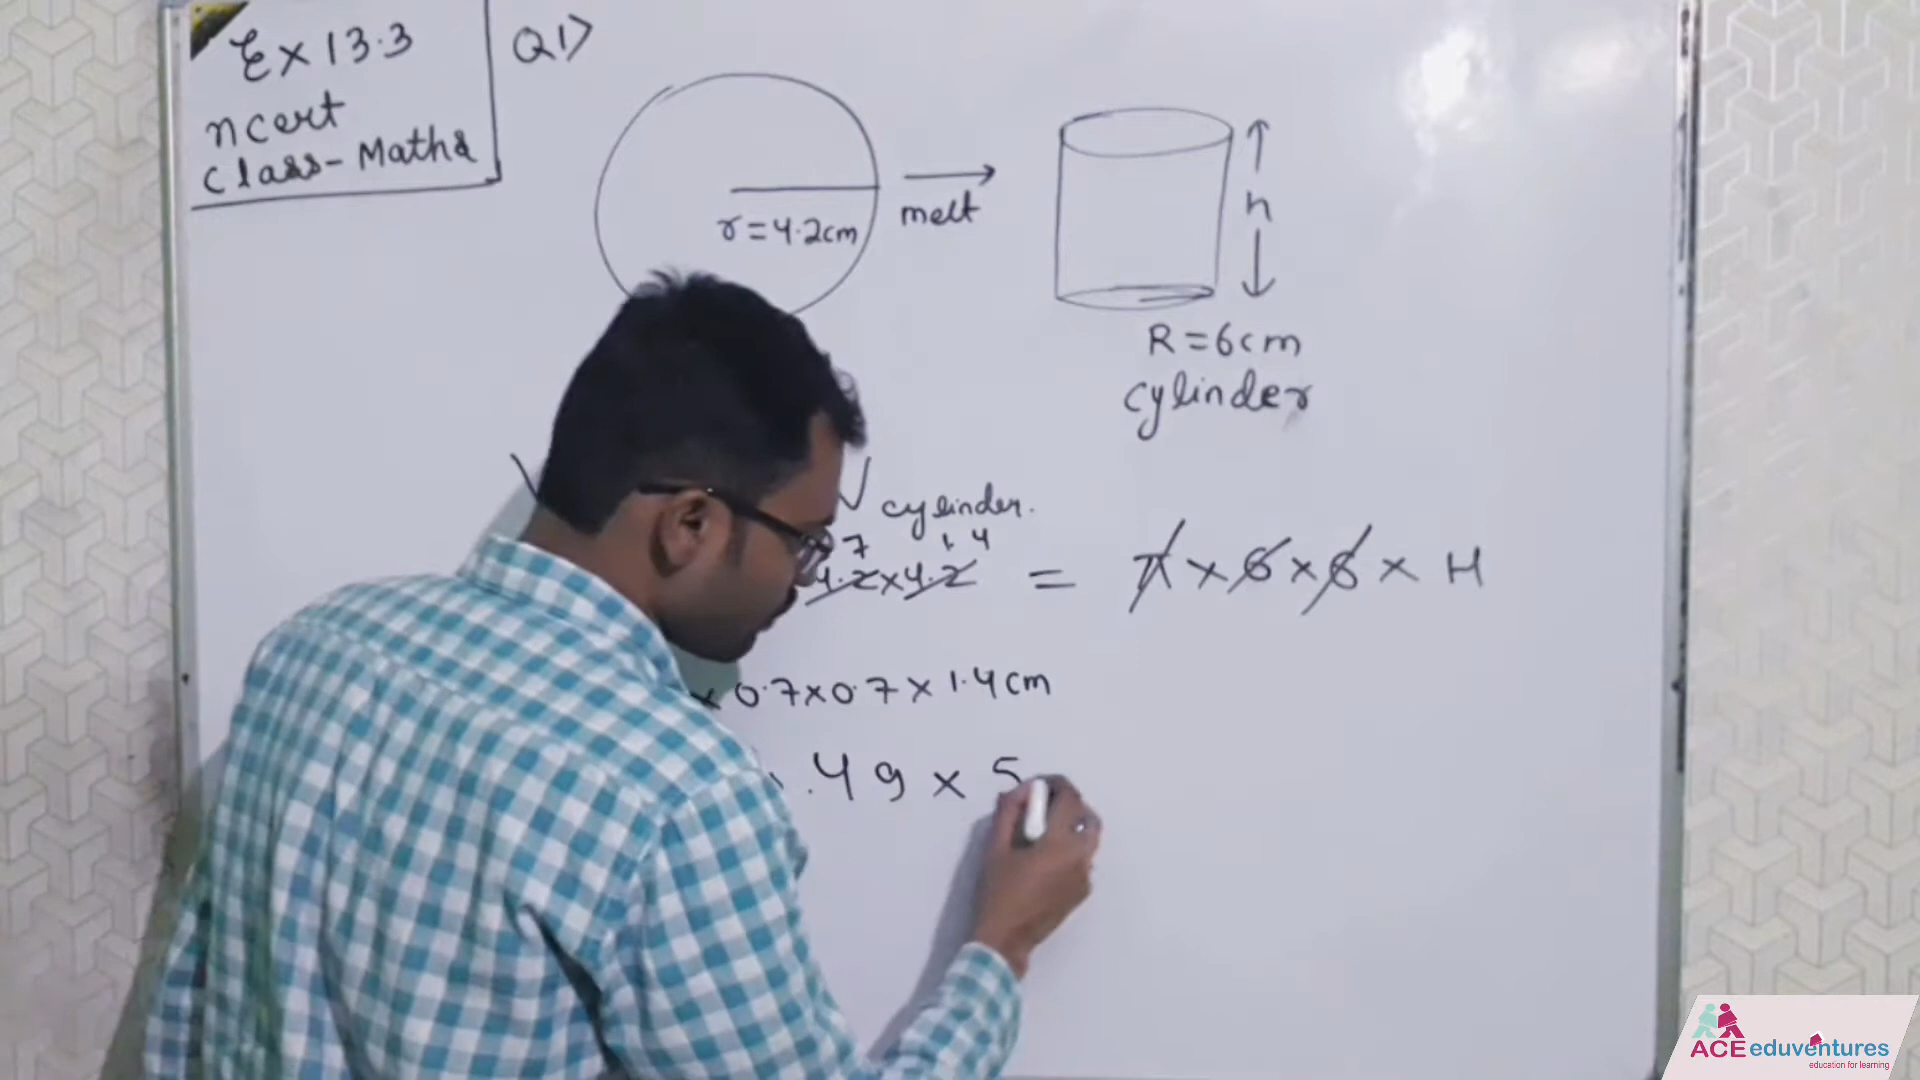 Ex 13.3
ncert
Class - Maths
Q1>
r = 4.2cm
melt
h
R = 6cm
cylinder
V cylinder.
7 1.4
4.2 x 4.2 = π x 6 x 6 x H
x 0.7 x 0.7 x 1.4 cm
.49 x 5
ACE eduventures
education for learning